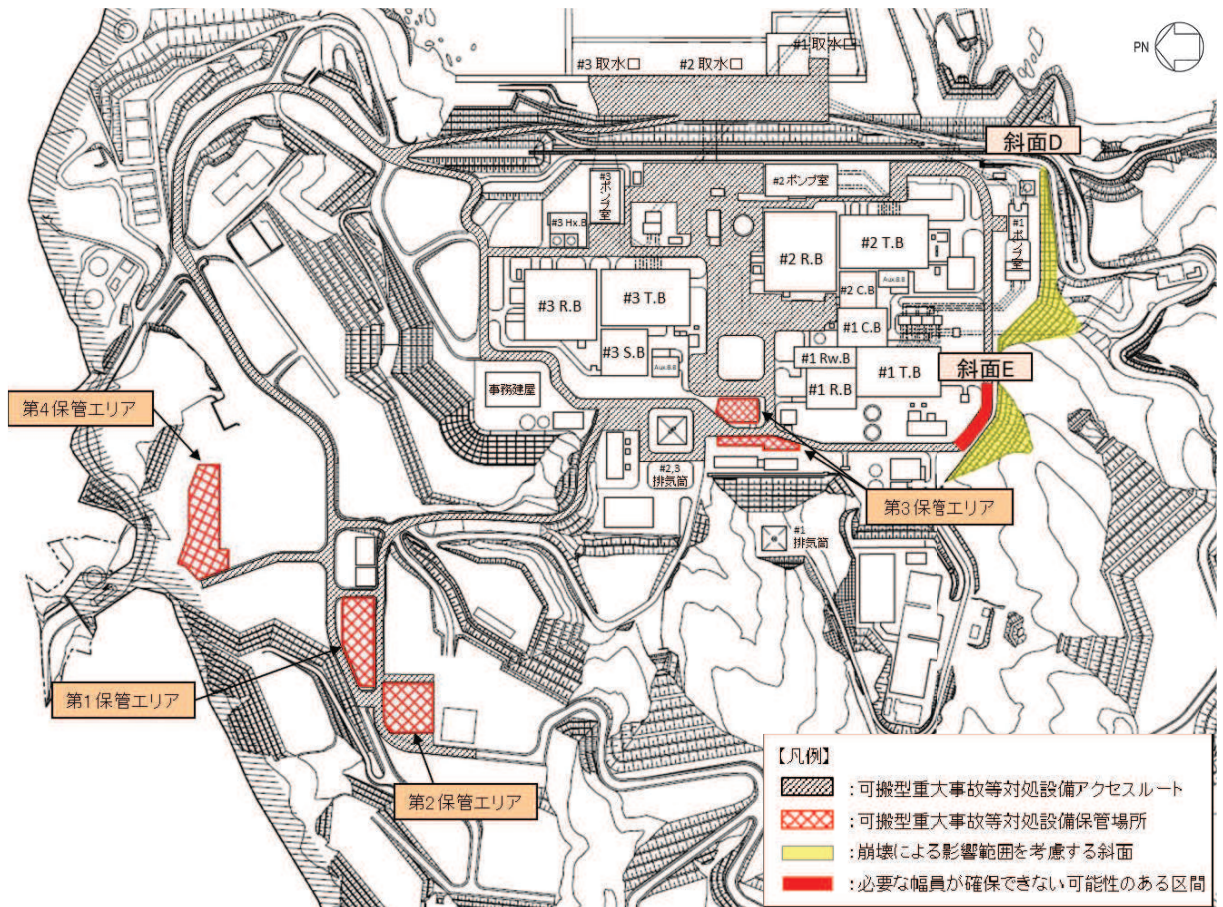 #1取水口
#3取水口
#2取水口
PN
斜面D
#3
ポンプ
室
#2ポンプ室
#3 Hx.B
#1
ポンプ
室
#2 R.B
#2 T.B
#3 R.B
#3 T.B
#2 C.B
Aux.B.B
#1 C.B
#3 S.B
Aux.B.B
#1 Rw.B
#1 R.B
#1 T.B
斜面E
事務建屋
第4保管エリア
#2,3
排気筒
第3保管エリア
#1
排気筒
第1保管エリア
第2保管エリア
【凡例】
:可搬型重大事故等対処設備アクセスルート
:可搬型重大事故等対処設備保管場所
:崩壊による影響範囲を考慮する斜面
:必要な幅員が確保できない可能性のある区間